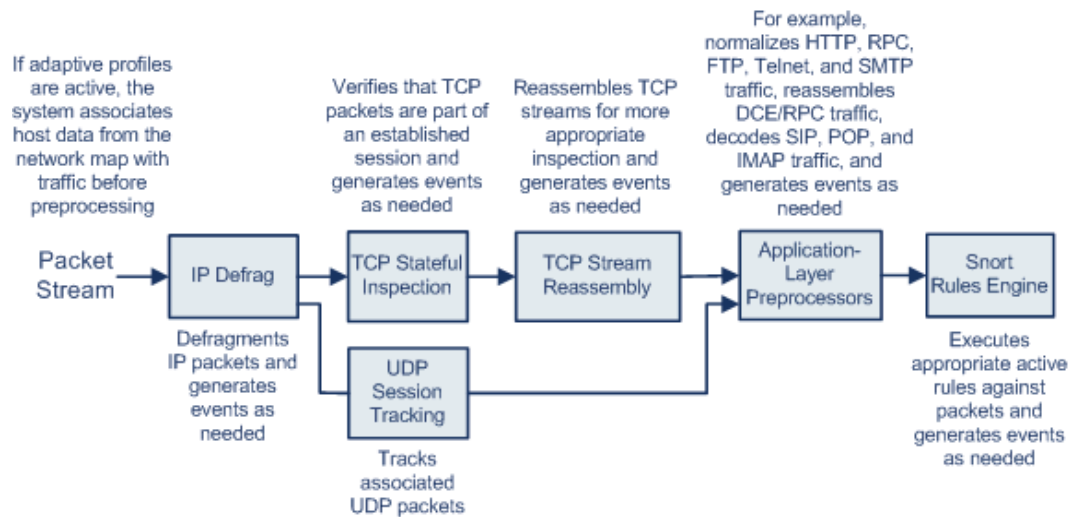 If adaptive profiles
are active, the
system associates
host data from the
network map with
traffic before
preprocessing
Verifies that TCP
packets are part of
an established
session and
generates events
as needed
Reassembles TCP
streams for more
appropriate
inspection and
generates events
as needed
For example,
normalizes HTTP, RPC,
FTP, Telnet, and SMTP
traffic, reassembles
DCE/RPC traffic,
decodes SIP, POP, and
IMAP traffic, and
generates events as
needed
Packet
Stream
IP Defrag
TCP Stateful
Inspection
TCP Stream
Reassembly
Application-
Layer
Preprocessors
Snort
Rules Engine
Defragments
IP packets and
generates
events as
needed
UDP
Session
Tracking
Tracks
associated
UDP packets
Executes
appropriate active
rules against
packets and
generates events
as needed